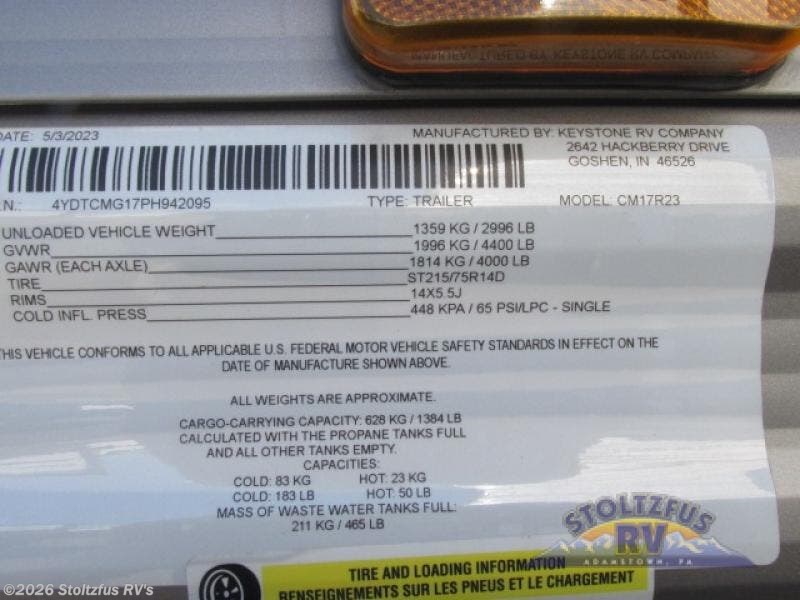 MANUFACTURED BY KEYSTONE RV COMPANY
DATE: 5/3/2023
MANUFACTURED BY: KEYSTONE RV COMPANY
2642 HACKBERRY DRIVE
GOSHEN, IN 46526
.N.: 4YDTCMG17PH942095 TYPE: TRAILER MODEL: CM17R23
UNLOADED VEHICLE WEIGHT 1359 KG / 2996 LB
GVWR 1996 KG / 4400 LB
GAWR (EACH AXLE) 1814 KG / 4000 LB
TIRE ST215/75R14D
RIMS 14X5.5J
COLD INFL. PRESS 448 KPA / 65 PSI/LPC - SINGLE
THIS VEHICLE CONFORMS TO ALL APPLICABLE U.S. FEDERAL MOTOR VEHICLE SAFETY STANDARDS IN EFFECT ON THE
DATE OF MANUFACTURE SHOWN ABOVE.
ALL WEIGHTS ARE APPROXIMATE.
CARGO-CARRYING CAPACITY: 628 KG / 1384 LB
CALCULATED WITH THE PROPANE TANKS FULL
AND ALL OTHER TANKS EMPTY.
CAPACITIES:
COLD: 83 KG HOT: 23 KG
COLD: 183 LB HOT: 50 LB
MASS OF WASTE WATER TANKS FULL:
211 KG / 465 LB
STOLTZFUS
RV
ADAMSTOWN, PA
TIRE AND LOADING INFORMATION
RENSEIGNEMENTS SUR LES PNEUS ET LE CHARGEMENT
©2026 Stoltzfus RV's